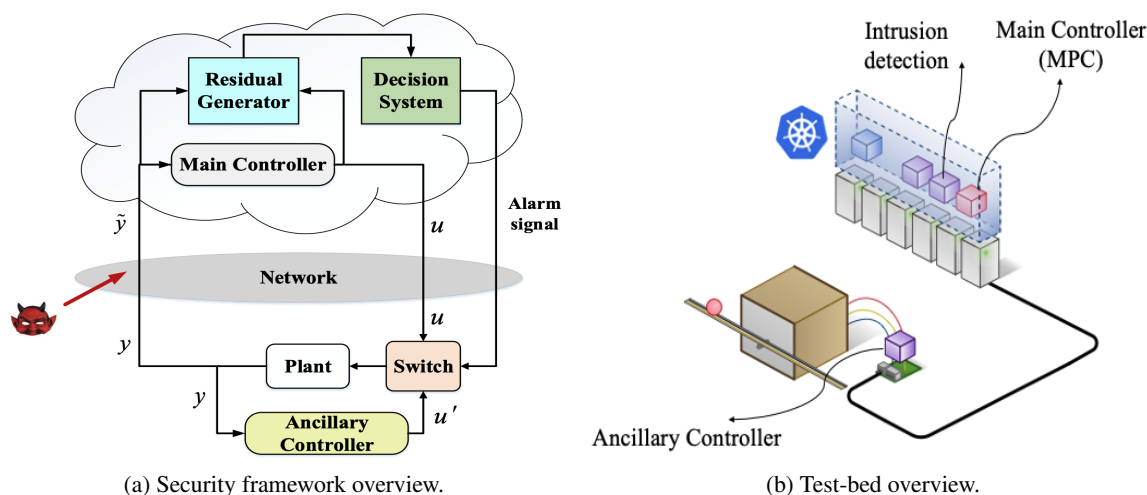 Residual
Generator
Decision
System
Main Controller
ỹ
u
Alarm
signal
Network
u
y
Plant
Switch
y
Ancillary
Controller
u'
(a) Security framework overview.
Intrusion
detection
Main Controller
(MPC)
Ancillary Controller
(b) Test-bed overview.